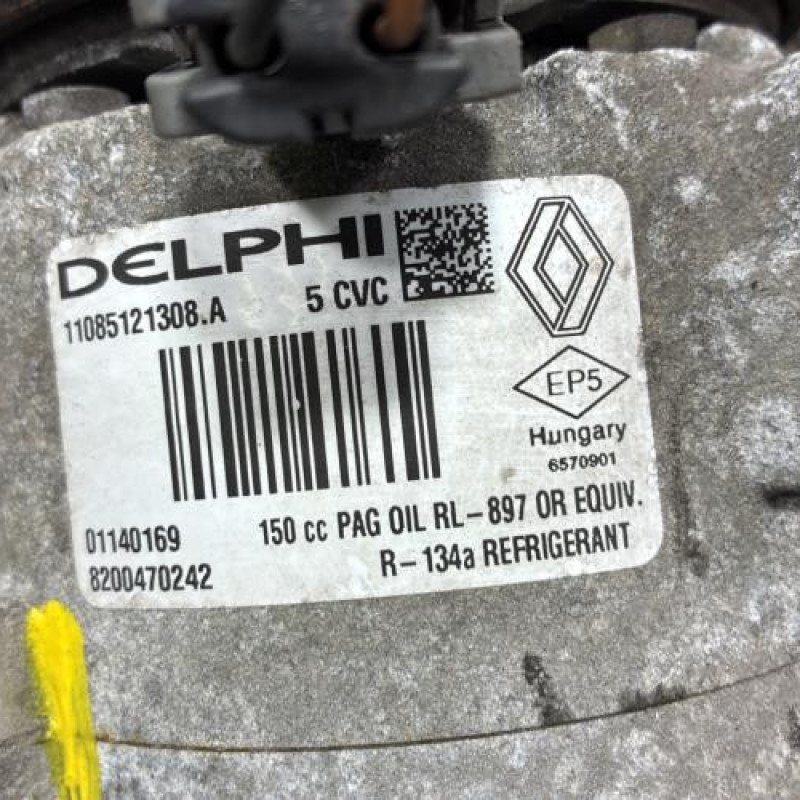 DELPHI
11085121308.A 5 CVC
EP5
Hungary
6570901
01140169
8200470242
150 cc PAG OIL RL-897 OR EQUIV.
R-134a REFRIGERANT